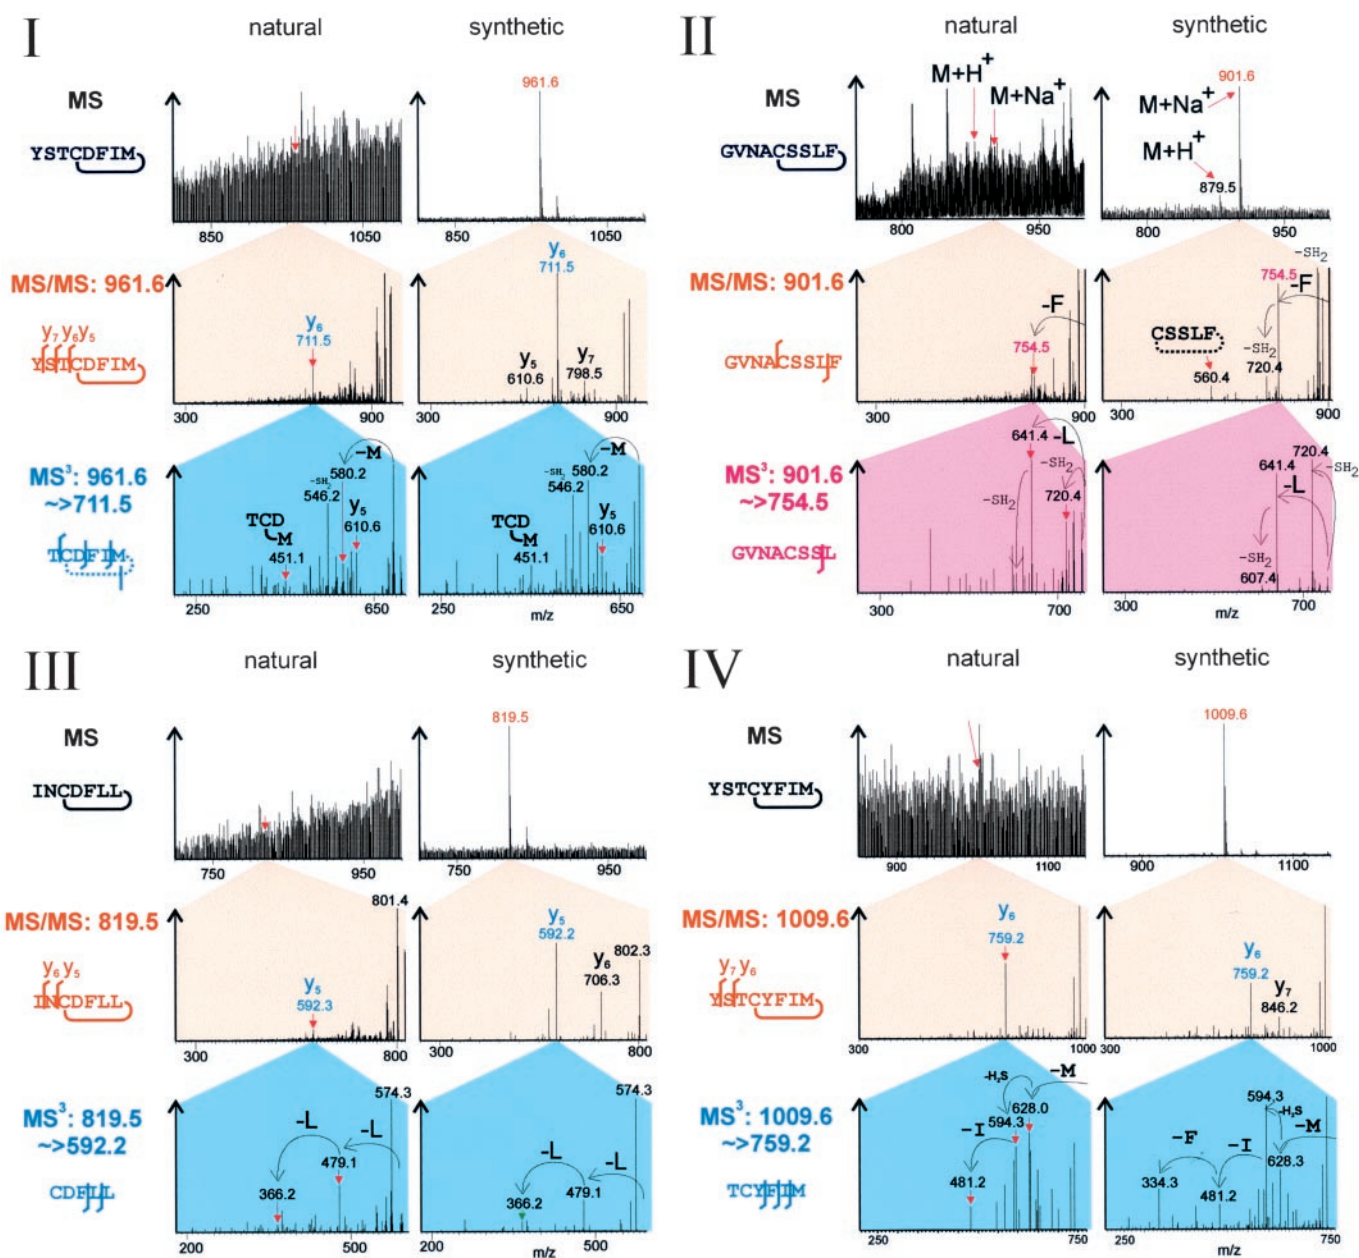 I
natural
synthetic
MS
YSTCDFIM
961.6
850
1050
850
1050
MS/MS: 961.6
y7 y6 y5
YSTCDFIM
y6
711.5
300
900
y6
711.5
y5
610.6
y7
798.5
300
900
MS3: 961.6
~>711.5
TCDFIM
-M
580.2
-SH2
546.2
y5
610.6
TCD
M
451.1
250
650
-M
580.2
-SH2
546.2
y5
610.6
TCD
M
451.1
250
650
m/z
II
natural
synthetic
MS
GVNACSSLF
M+H+
M+Na+
800
950
901.6
M+Na+
M+H+
879.5
800
950
MS/MS: 901.6
GVNACSSLF
-F
754.5
300
900
-SH2
754.5
-F
CSSLF
-SH2
560.4
720.4
300
900
MS3: 901.6
~>754.5
GVNACSSL
641.4
-L
-SH2
-SH2
720.4
300
700
720.4
641.4
-SH2
-L
-SH2
607.4
300
700
m/z
III
natural
synthetic
MS
INCDFLL
750
950
819.5
750
950
MS/MS: 819.5
y6 y5
INCDFLL
801.4
y5
592.3
300
800
y5
592.2
y6
706.3
802.3
300
800
MS3: 819.5
~>592.2
CDFLL
574.3
-L
-L
479.1
366.2
200
500
574.3
-L
-L
479.1
366.2
200
500
m/z
IV
natural
synthetic
MS
YSTCYFIM
900
1100
1009.6
900
1100
MS/MS: 1009.6
y7 y6
YSTCYFIM
y6
759.2
300
1000
y6
759.2
y7
846.2
300
1000
MS3: 1009.6
~>759.2
TCYFIM
-H2S
-M
628.0
594.3
-I
481.2
250
750
594.3
-H2S
-M
-F
-I
628.3
334.3
481.2
250
750
m/z